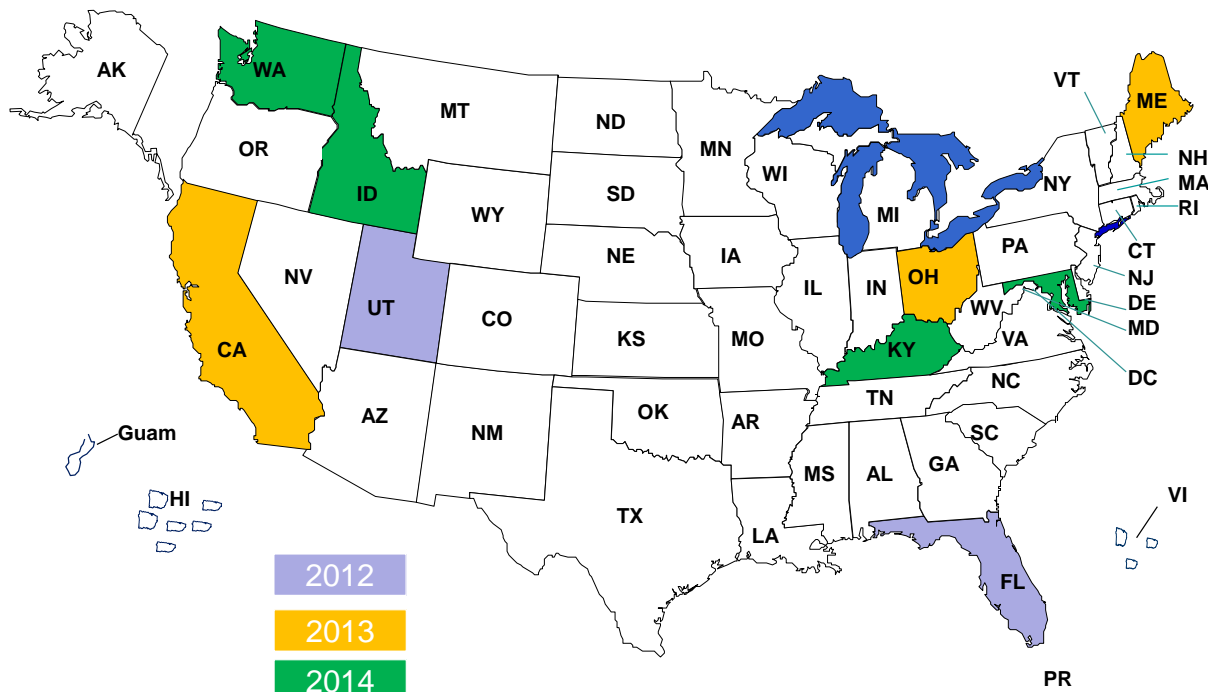 AK
WA
MT
ND
MN
VT
ME
OR
ID
SD
WI
MI
NY
NH
MA
RI
WY
CT
NV
UT
NE
IA
IL
IN
OH
PA
NJ
DE
MD
DC
CA
CO
KS
MO
KY
WV
VA
AZ
NM
OK
AR
TN
NC
SC
Guam
HI
TX
LA
MS
AL
GA
VI
FL
PR
2012
2013
2014